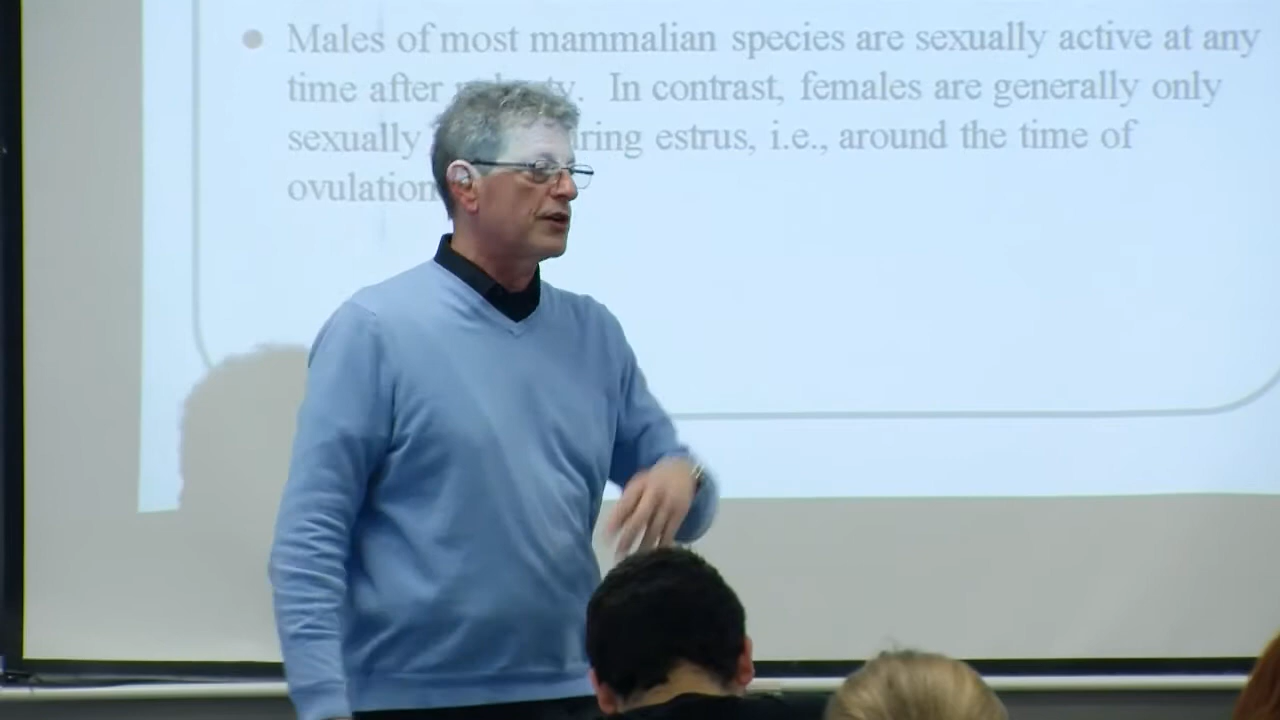 ● Males of most mammalian species are sexually active at any
time after. In contrast, females are generally only
sexually during estrus, i.e., around the time of
ovulation